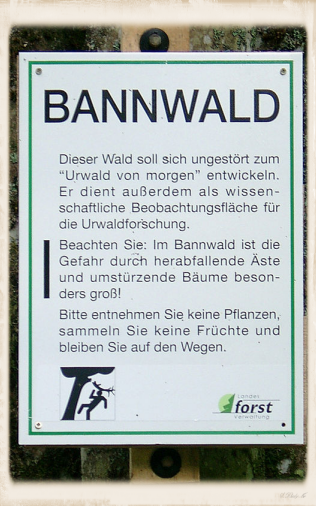 BANNWALD
Dieser Wald soll sich ungestört zum
“Urwald von morgen” entwickeln.
Er dient außerdem als wissen-
schaftliche Beobachtungsfläche für
die Urwaldforschung.
Beachten Sie: Im Bannwald ist die
Gefahr durch herabfallende Äste
und umstürzende Bäume beson-
ders groß!
Bitte entnehmen Sie keine Pflanzen,
sammeln Sie keine Früchte und
bleiben Sie auf den Wegen.
Landes
forst
verwaltung